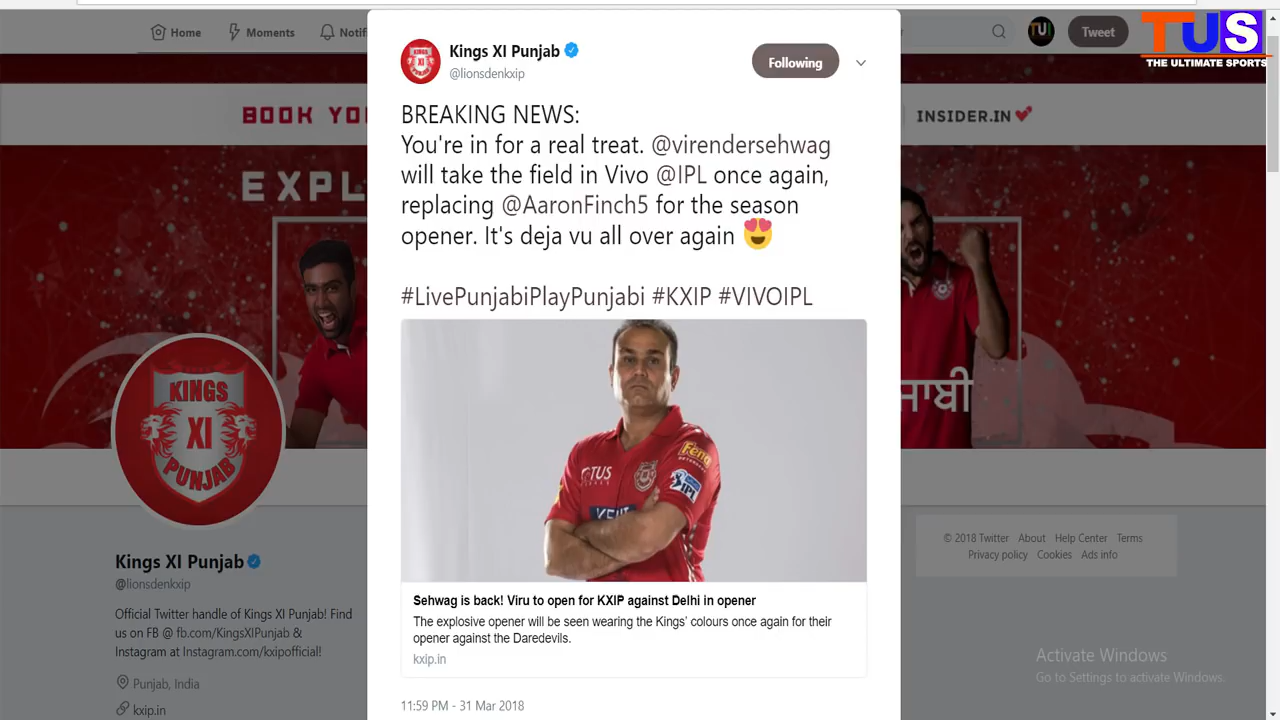 Home
Moments
Notifi
Tweet
TUS
THE ULTIMATE SPORTS
BOOK YO
INSIDER.IN
EXPL
ਜਾਬੀ
Kings XI Punjab
@lionsdenkxip
Following
BREAKING NEWS:
You're in for a real treat. @virendersehwag
will take the field in Vivo @IPL once again,
replacing @AaronFinch5 for the season
opener. It's deja vu all over again 😍
#LivePunjabiPlayPunjabi #KXIP #VIVOIPL
LOTUS
Fena
IPL
KENT
Sehwag is back! Viru to open for KXIP against Delhi in opener
The explosive opener will be seen wearing the Kings' colours once again for their
opener against the Daredevils.
kxip.in
11:59 PM - 31 Mar 2018
KINGS
XI
PUNJAB
Kings XI Punjab
@lionsdenkxip
Official Twitter handle of Kings XI Punjab! Find
us on FB @ fb.com/KingsXIPunjab &
Instagram at Instagram.com/kxipofficial!
Punjab, India
kxip.in
© 2018 Twitter About Help Center Terms
Privacy policy Cookies Ads info
Activate Windows
Go to Settings to activate Windows.